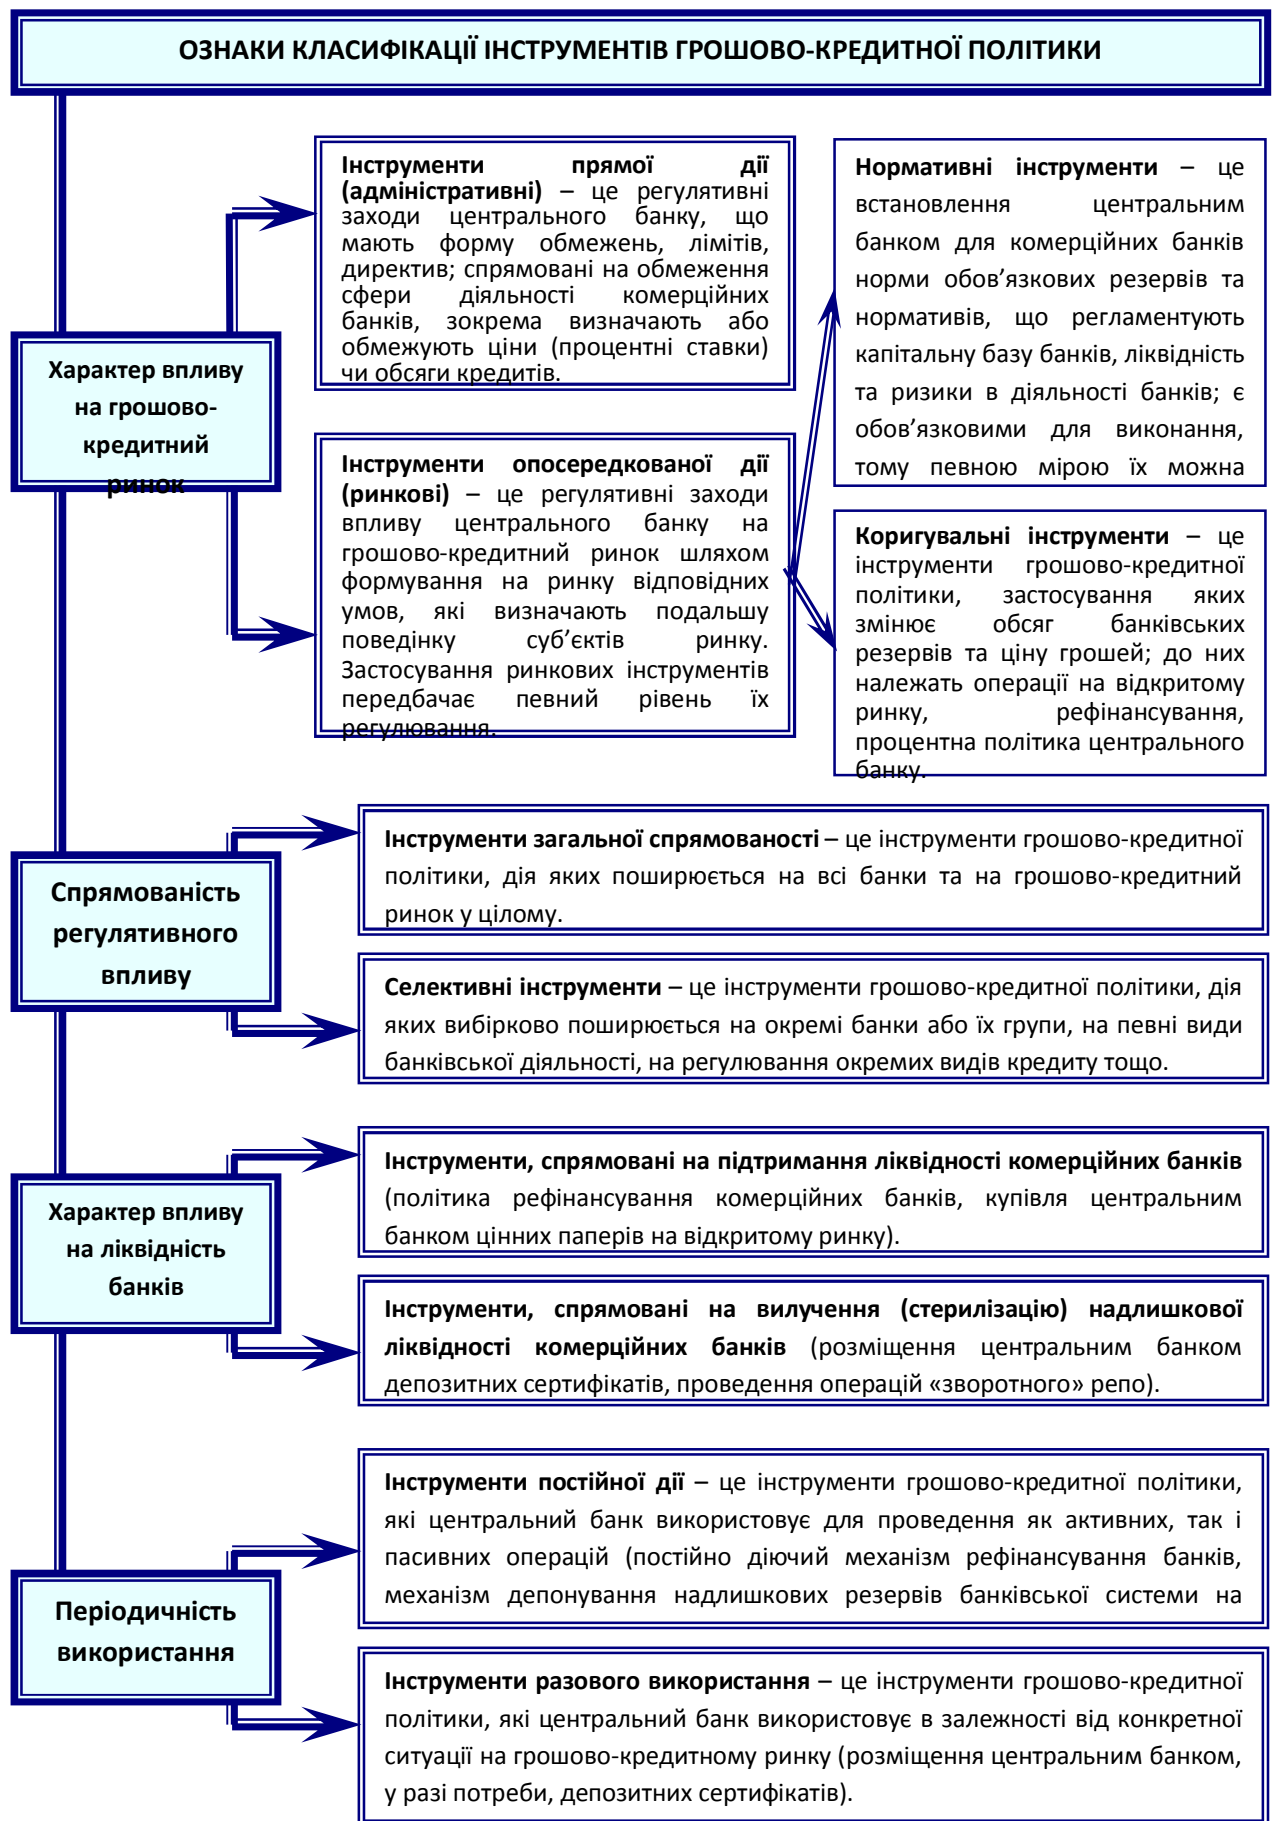 ОЗНАКИ КЛАСИФІКАЦІЇ ІНСТРУМЕНТІВ ГРОШОВО-КРЕДИТНОЇ ПОЛІТИКИ
Характер впливу
на грошово-
кредитний
ринок
Інструменти прямої дії
(адміністративні) – це регулятивні
заходи центрального банку, що
мають форму обмежень, лімітів,
директив; спрямовані на обмеження
сфери діяльності комерційних
банків, зокрема визначають або
обмежують ціни (процентні ставки)
чи обсяги кредитів.
Інструменти опосередкованої дії
(ринкові) – це регулятивні заходи
впливу центрального банку на
грошово-кредитний ринок шляхом
формування на ринку відповідних
умов, які визначають подальшу
поведінку суб’єктів ринку.
Застосування ринкових інструментів
передбачає певний рівень їх
регулювання.
Нормативні інструменти – це
встановлення центральним
банком для комерційних банків
норми обов’язкових резервів та
нормативів, що регламентують
капітальну базу банків, ліквідність
та ризики в діяльності банків; є
обов’язковими для виконання,
тому певною мірою їх можна
Коригувальні інструменти – це
інструменти грошово-кредитної
політики, застосування яких
змінює обсяг банківських
резервів та ціну грошей; до них
належать операції на відкритому
ринку, рефінансування,
процентна політика центрального
банку.
Спрямованість
регулятивного
впливу
Інструменти загальної спрямованості – це інструменти грошово-кредитної
політики, дія яких поширюється на всі банки та на грошово-кредитний
ринок у цілому.
Селективні інструменти – це інструменти грошово-кредитної політики, дія
яких вибірково поширюється на окремі банки або їх групи, на певні види
банківської діяльності, на регулювання окремих видів кредиту тощо.
Характер впливу
на ліквідність
банків
Інструменти, спрямовані на підтримання ліквідності комерційних банків
(політика рефінансування комерційних банків, купівля центральним
банком цінних паперів на відкритому ринку).
Інструменти, спрямовані на вилучення (стерилізацію) надлишкової
ліквідності комерційних банків (розміщення центральним банком
депозитних сертифікатів, проведення операцій «зворотного» репо).
Періодичність
використання
Інструменти постійної дії – це інструменти грошово-кредитної політики,
які центральний банк використовує для проведення як активних, так і
пасивних операцій (постійно діючий механізм рефінансування банків,
механізм депонування надлишкових резервів банківської системи на
Інструменти разового використання – це інструменти грошово-кредитної
політики, які центральний банк використовує в залежності від конкретної
ситуації на грошово-кредитному ринку (розміщення центральним банком,
у разі потреби, депозитних сертифікатів).